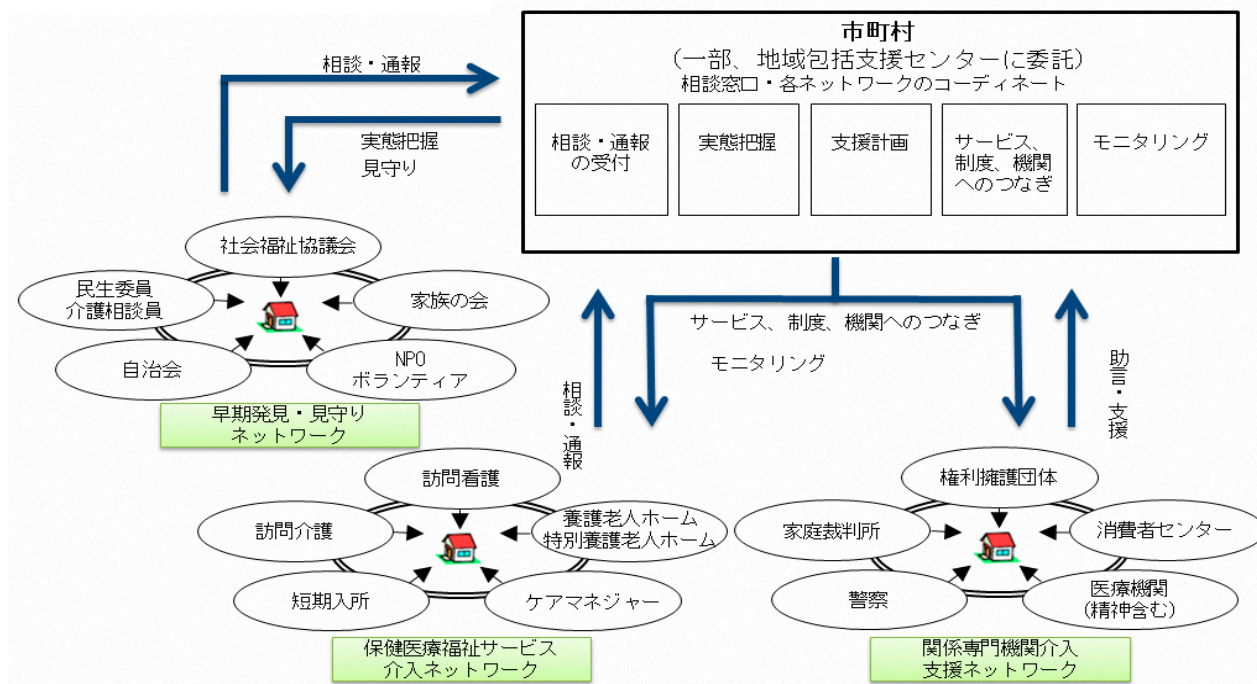 市町村
(一部、地域包括支援センターに委託)
相談窓口・各ネットワークのコーディネート
相談・通報
の受付
実態把握
支援計画
サービス、
制度、機関
へのつなぎ
モニタリング
相談・通報
実態把握
見守り
社会福祉協議会
民生委員
介護相談員
家族の会
自治会
NPO
ボランティア
早期発見・見守り
ネットワーク
サービス、制度、機関へのつなぎ
モニタリング
相談・通報
助言・支援
訪問看護
訪問介護
養護老人ホーム
特別養護老人ホーム
短期入所
ケアマネジャー
保健医療福祉サービス
介入ネットワーク
権利擁護団体
家庭裁判所
消費者センター
警察
医療機関
(精神含む)
関係専門機関介入
支援ネットワーク